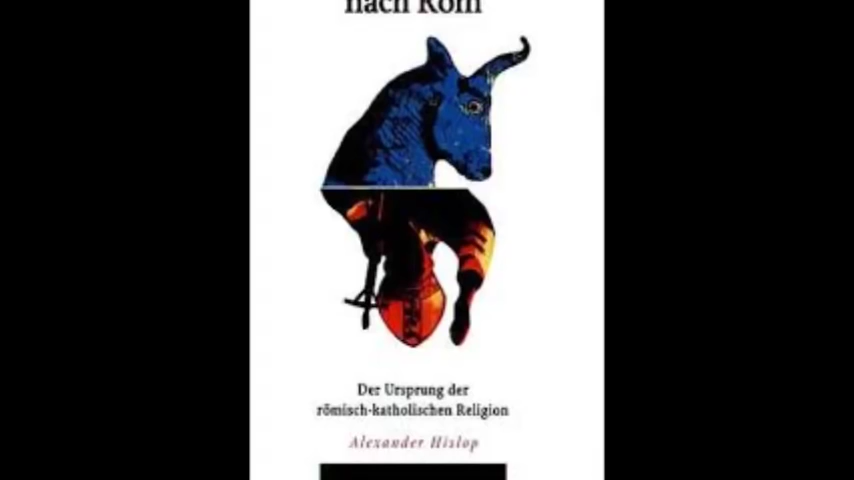 nach Rom
Der Ursprung der
römisch-katholischen Religion
Alexander Hislop